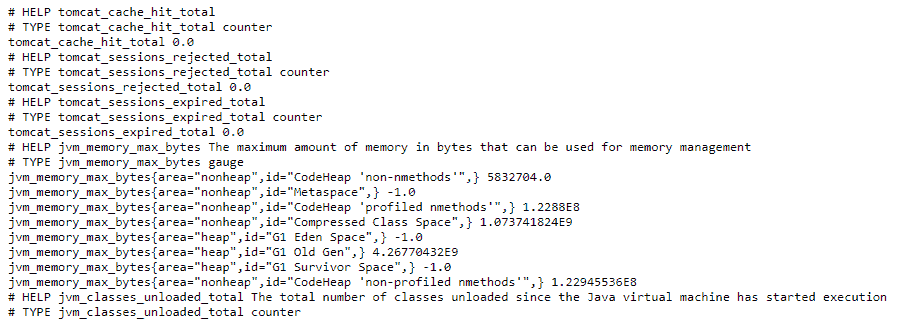 # HELP tomcat_cache_hit_total
# TYPE tomcat_cache_hit_total counter
tomcat_cache_hit_total 0.0
# HELP tomcat_sessions_rejected_total
# TYPE tomcat_sessions_rejected_total counter
tomcat_sessions_rejected_total 0.0
# HELP tomcat_sessions_expired_total
# TYPE tomcat_sessions_expired_total counter
tomcat_sessions_expired_total 0.0
# HELP jvm_memory_max_bytes The maximum amount of memory in bytes that can be used for memory management
# TYPE jvm_memory_max_bytes gauge
jvm_memory_max_bytes{area="nonheap",id="CodeHeap 'non-nmethods'",} 5832704.0
jvm_memory_max_bytes{area="nonheap",id="Metaspace",} -1.0
jvm_memory_max_bytes{area="nonheap",id="CodeHeap 'profiled nmethods'",} 1.2288E8
jvm_memory_max_bytes{area="nonheap",id="Compressed Class Space",} 1.073741824E9
jvm_memory_max_bytes{area="heap",id="G1 Eden Space",} -1.0
jvm_memory_max_bytes{area="heap",id="G1 Old Gen",} 4.26770432E9
jvm_memory_max_bytes{area="heap",id="G1 Survivor Space",} -1.0
jvm_memory_max_bytes{area="nonheap",id="CodeHeap 'non-profiled nmethods'",} 1.22945536E8
# HELP jvm_classes_unloaded_total The total number of classes unloaded since the Java virtual machine has started execution
# TYPE jvm_classes_unloaded_total counter